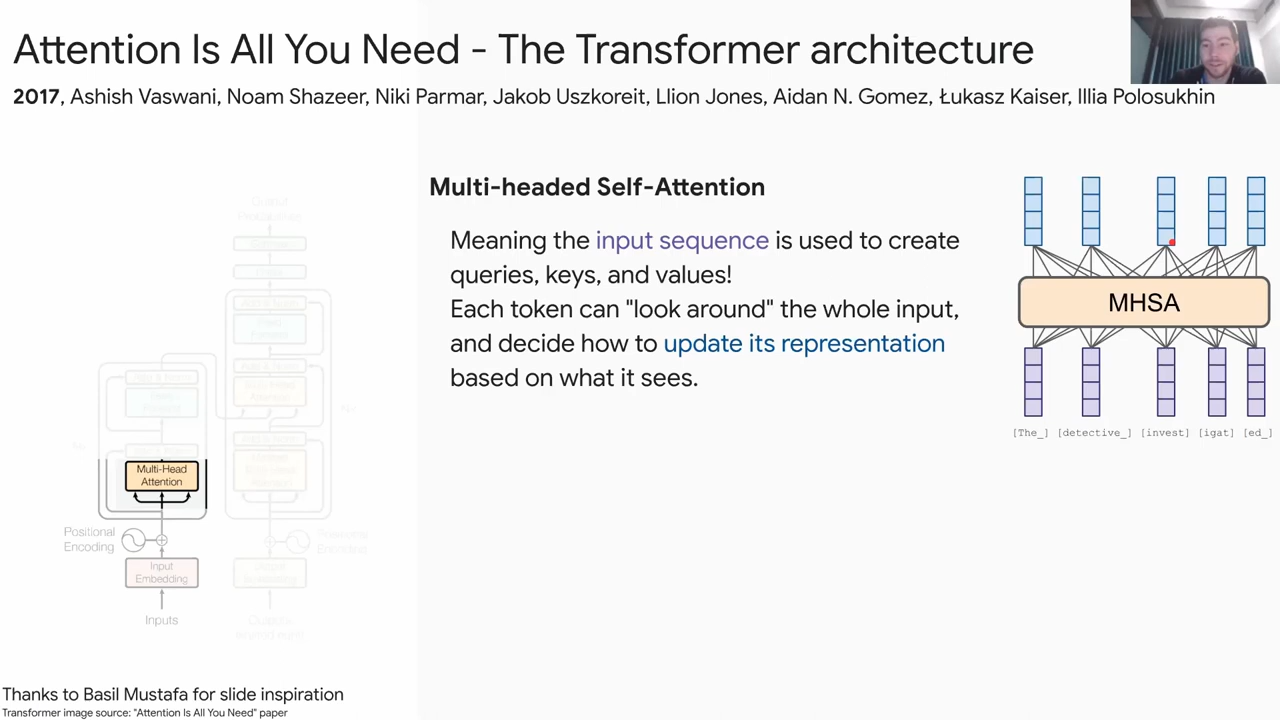 Attention Is All You Need - The Transformer architecture
2017, Ashish Vaswani, Noam Shazeer, Niki Parmar, Jakob Uszkoreit, Llion Jones, Aidan N. Gomez, Łukasz Kaiser, Illia Polosukhin
Multi-headed Self-Attention
Meaning the input sequence is used to create
queries, keys, and values!
Each token can "look around" the whole input,
and decide how to update its representation
based on what it sees.
MHSA
[The_] [detective_] [invest] [igat] [ed_]
Multi-Head
Attention
Positional
Encoding
Input
Embedding
Inputs
Thanks to Basil Mustafa for slide inspiration
Transformer image source: "Attention Is All You Need" paper